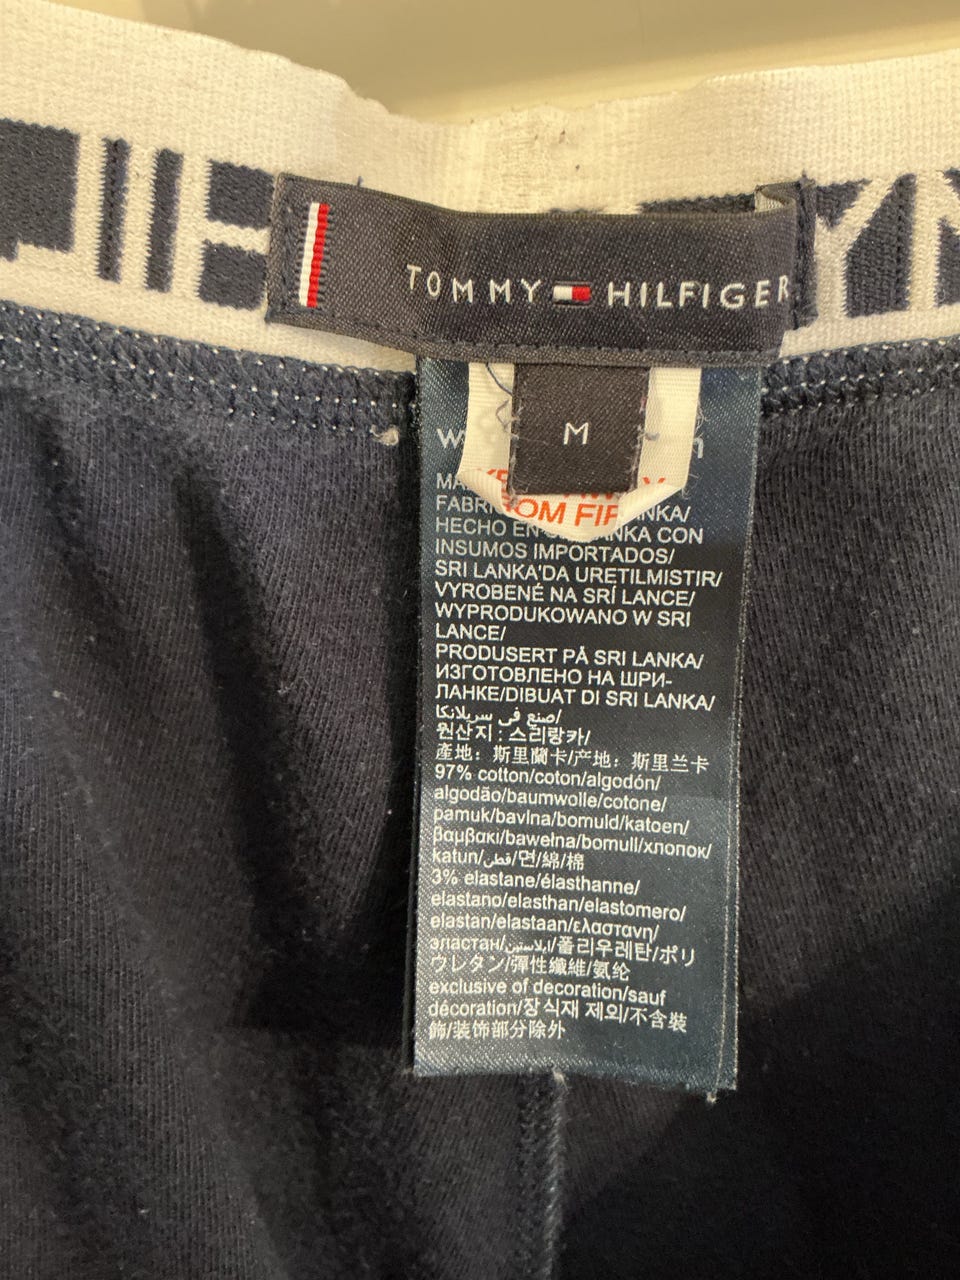 TOMMY HILFIGER
M
FROM FIR
HECHO EN SRI LANKA CON
INSUMOS IMPORTADOS/
SRI LANKA'DA URETILMISTIR/
VYROBENÉ NA SRÍ LANCE/
WYPRODUKOWANO W SRI
LANCE/
PRODUSERT PÅ SRI LANKA/
ИЗГОТОВЛЕНО НА ШРИ-
ЛАНКЕ/DIBUAT DI SRI LANKA/
صنع في سريلانكا/
원산지 : 스리랑카/
產地：斯里蘭卡/产地：斯里兰卡
97% cotton/coton/algodón/
algodão/baumwolle/cotone/
pamuk/bavlna/bomuld/katoen/
βαμβακι/bawełna/bomull/хлопок/
katun/قطن/면/綿/棉
3% elastane/élasthanne/
elastano/elasthan/elastomero/
elastan/elastaan/ελαστανη/
эластан/ايلاستين/폴리우레탄/ポリ
ウレタン/彈性纖維/氨纶
exclusive of decoration/sauf
décoration/장식재 제외/不含裝
飾/装饰部分除外